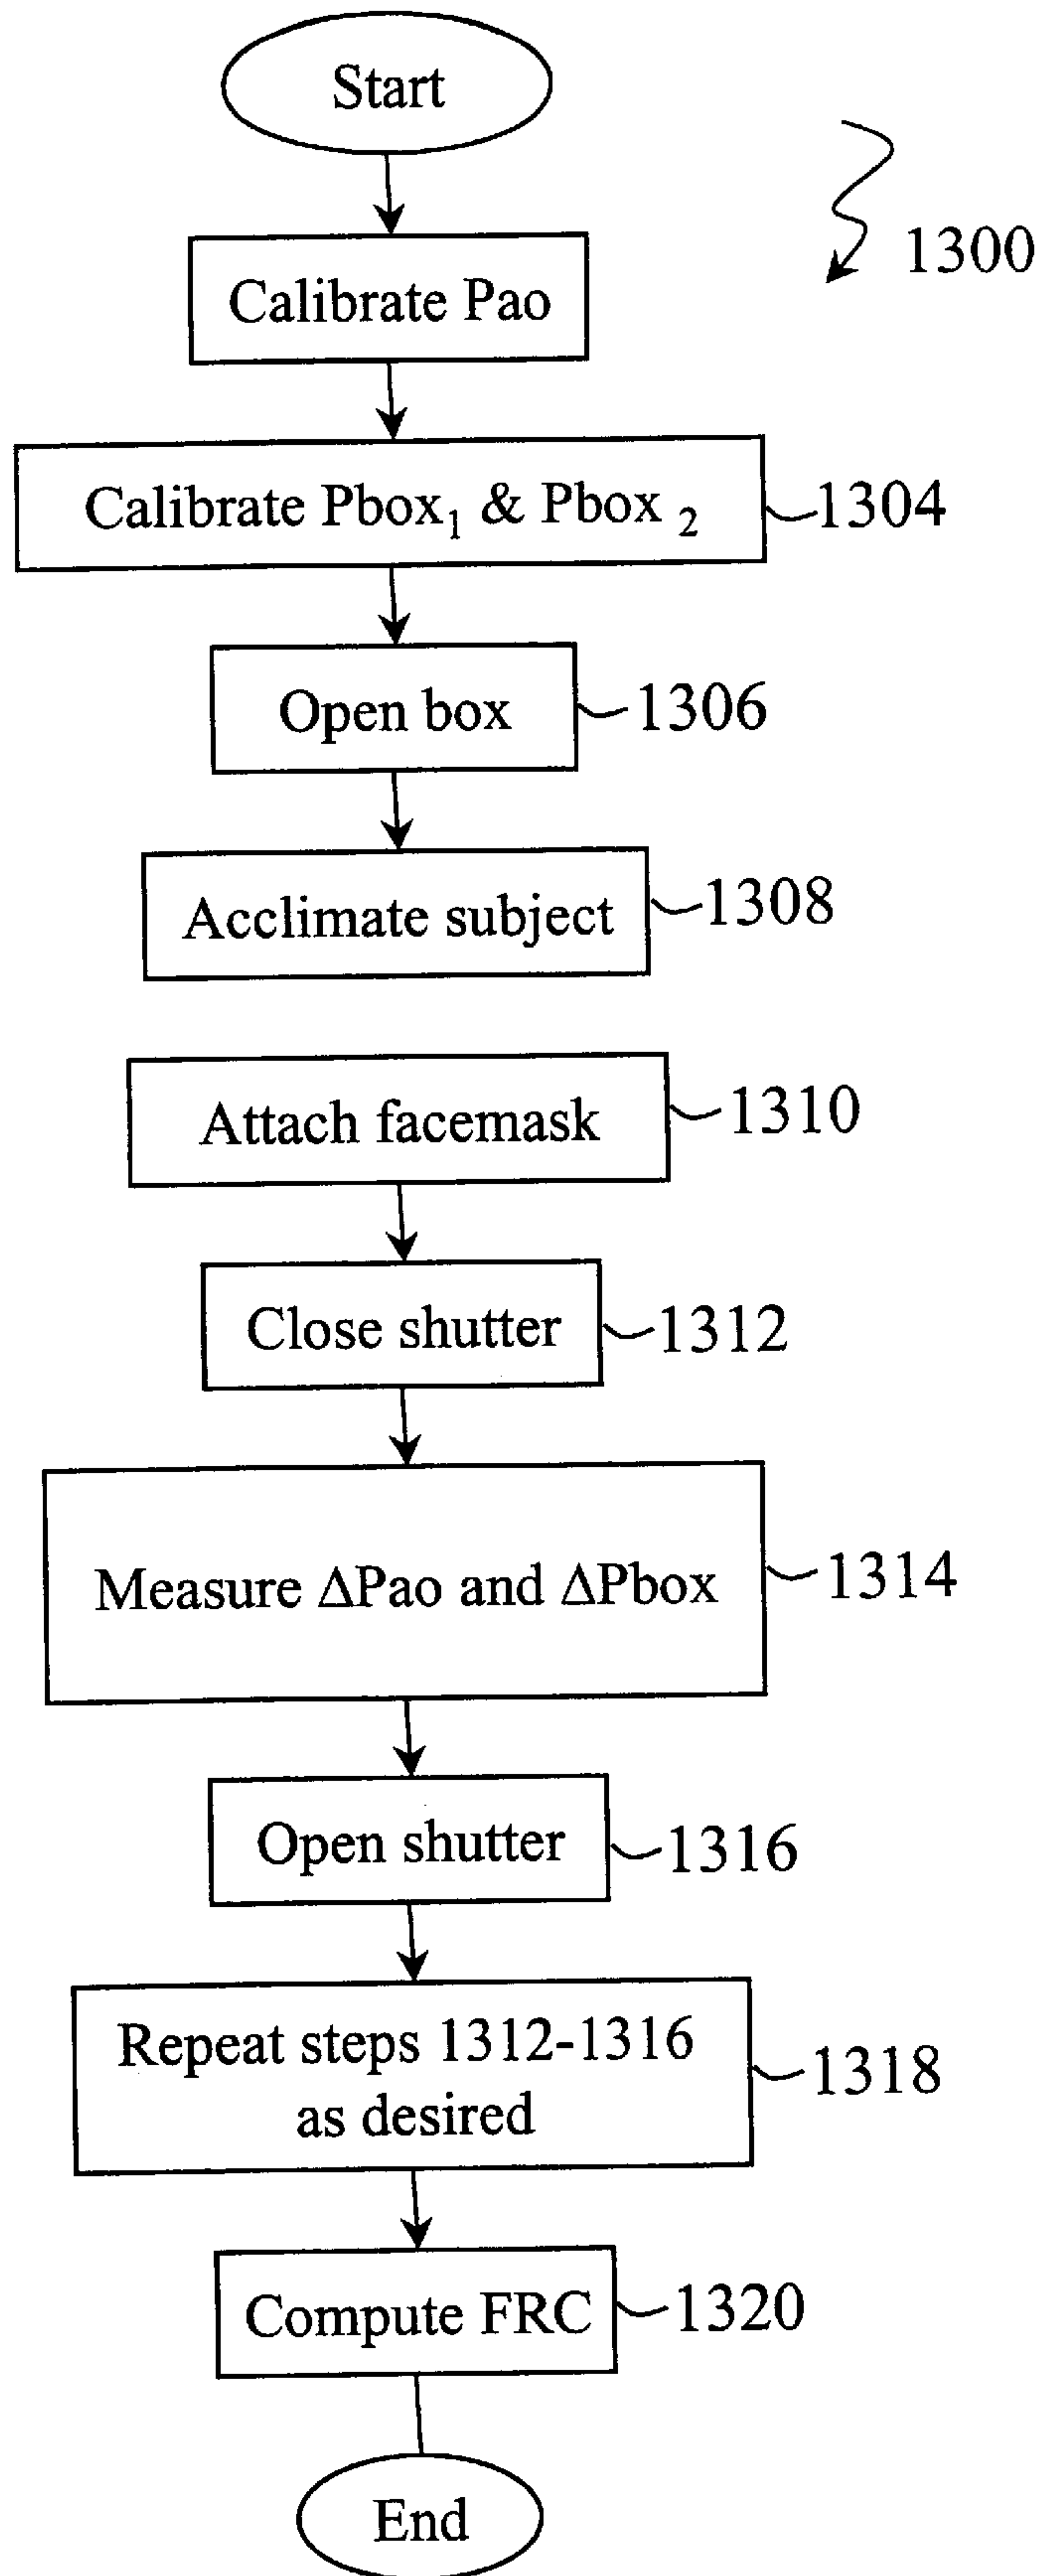 Start
1300
Calibrate Pao
Calibrate Pbox₁ & Pbox ₂
1304
Open box
1306
Acclimate subject
1308
Attach facemask
1310
Close shutter
1312
Measure ΔPao and ΔPbox
1314
Open shutter
1316
Repeat steps 1312-1316
as desired
1318
Compute FRC
1320
End